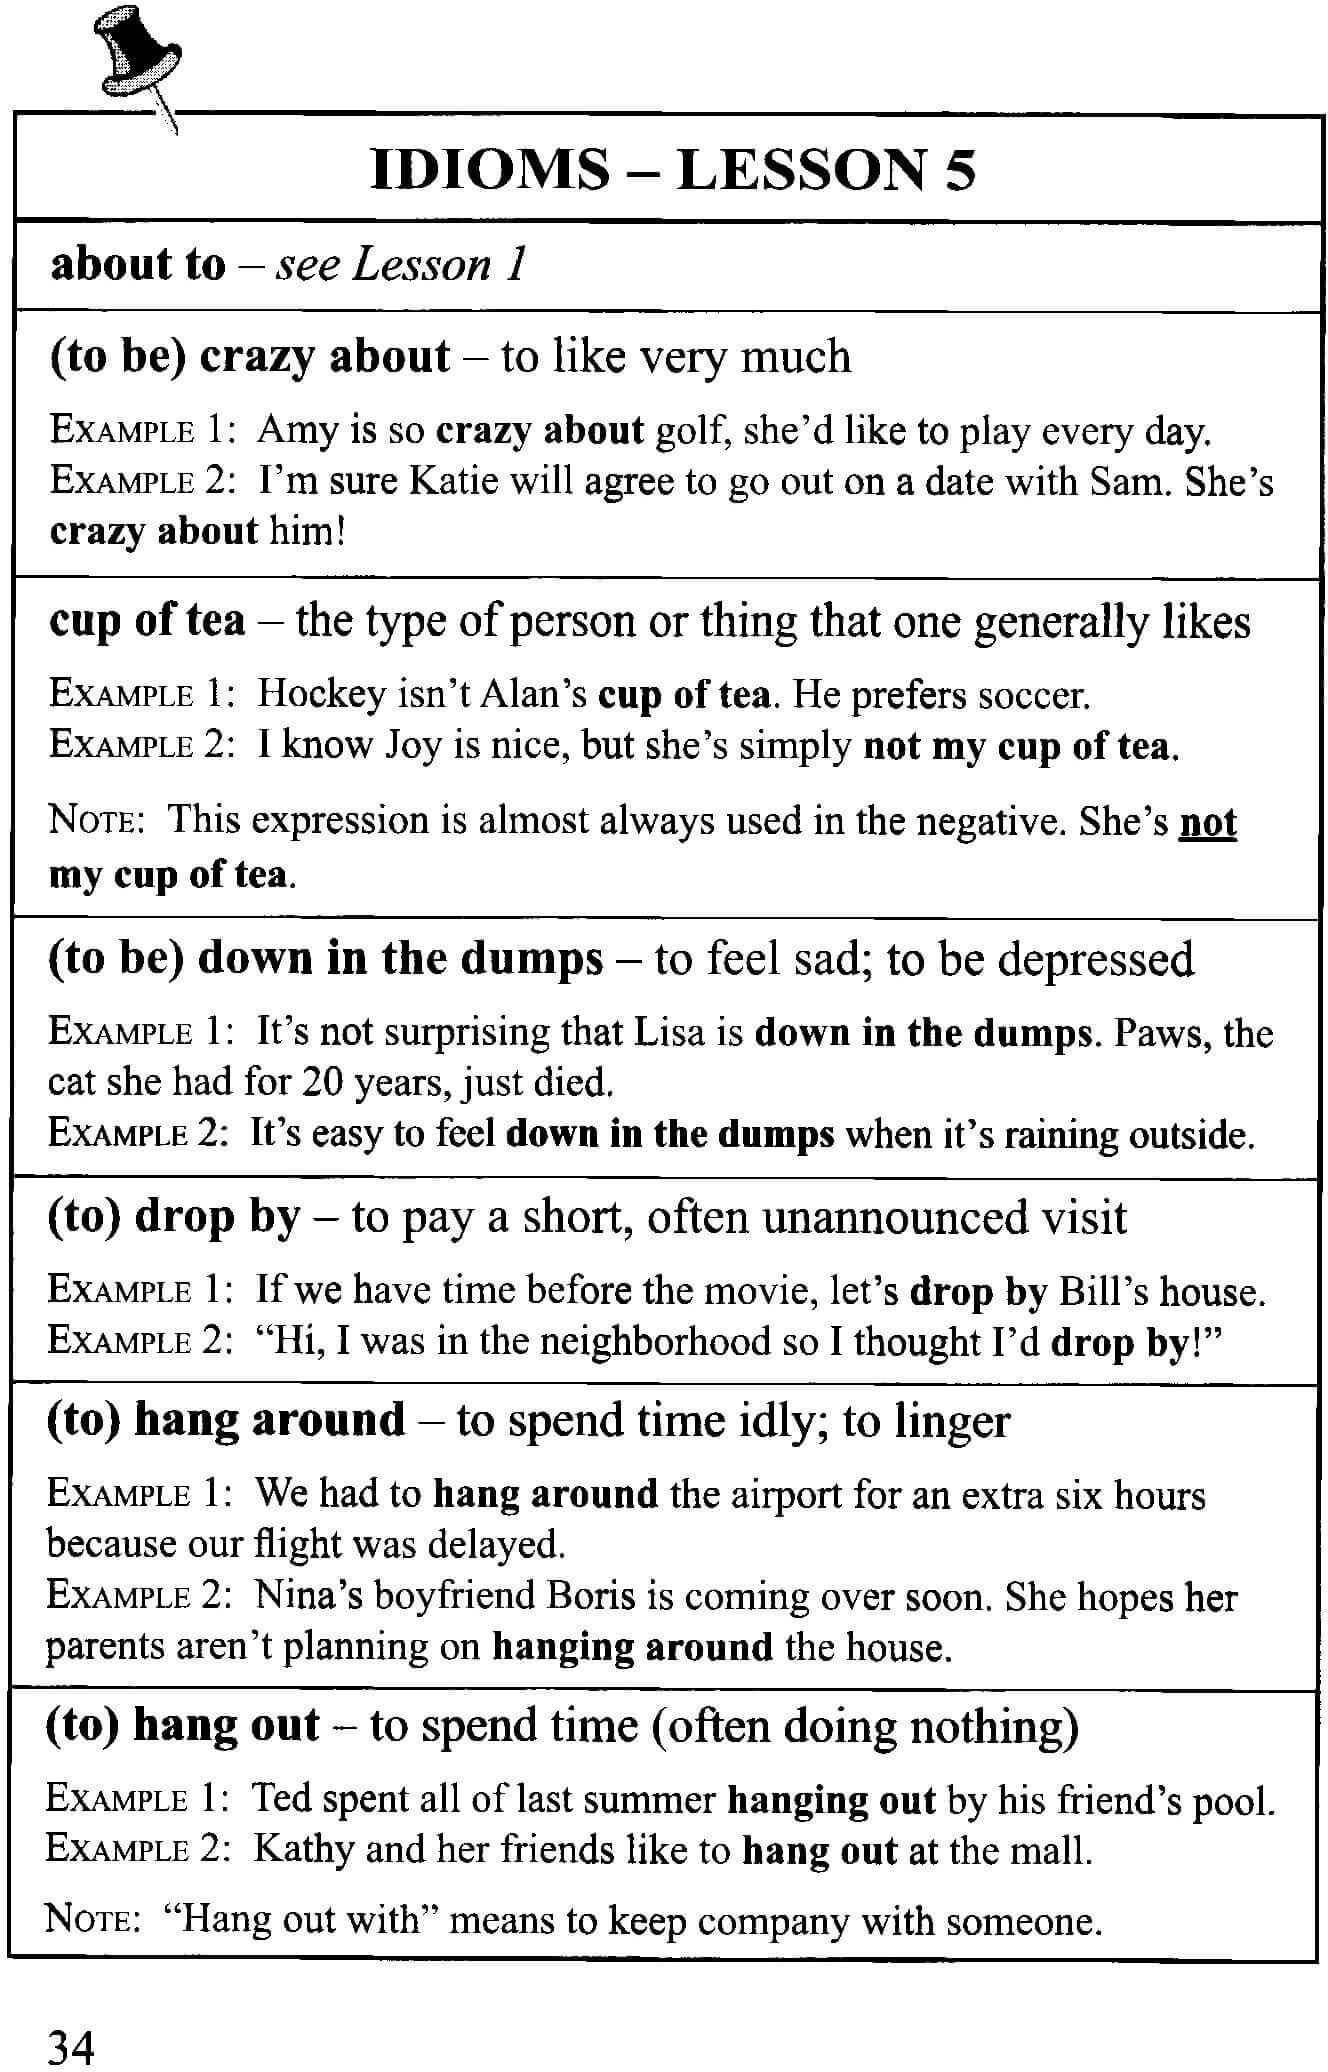 IDIOMS – LESSON 5
about to – see Lesson 1
(to be) crazy about – to like very much
EXAMPLE 1: Amy is so crazy about golf, she’d like to play every day.
EXAMPLE 2: I’m sure Katie will agree to go out on a date with Sam. She’s
crazy about him!
cup of tea – the type of person or thing that one generally likes
EXAMPLE 1: Hockey isn’t Alan’s cup of tea. He prefers soccer.
EXAMPLE 2: I know Joy is nice, but she’s simply not my cup of tea.
NOTE: This expression is almost always used in the negative. She’s not
my cup of tea.
(to be) down in the dumps – to feel sad; to be depressed
EXAMPLE 1: It’s not surprising that Lisa is down in the dumps. Paws, the
cat she had for 20 years, just died.
EXAMPLE 2: It’s easy to feel down in the dumps when it’s raining outside.
(to) drop by – to pay a short, often unannounced visit
EXAMPLE 1: If we have time before the movie, let’s drop by Bill’s house.
EXAMPLE 2: “Hi, I was in the neighborhood so I thought I’d drop by!”
(to) hang around – to spend time idly; to linger
EXAMPLE 1: We had to hang around the airport for an extra six hours
because our flight was delayed.
EXAMPLE 2: Nina’s boyfriend Boris is coming over soon. She hopes her
parents aren’t planning on hanging around the house.
(to) hang out – to spend time (often doing nothing)
EXAMPLE 1: Ted spent all of last summer hanging out by his friend’s pool.
EXAMPLE 2: Kathy and her friends like to hang out at the mall.
NOTE: “Hang out with” means to keep company with someone.
34